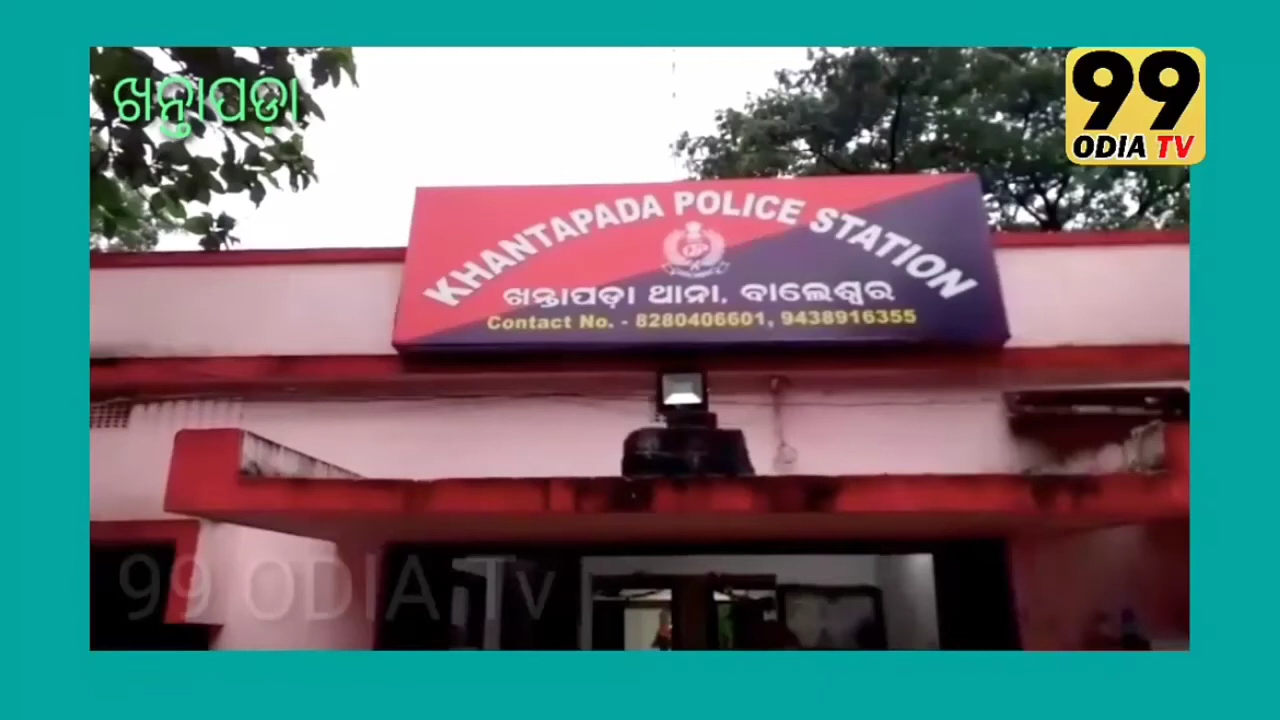 ଖନ୍ତାପଡ଼ା
99
ODIA TV
KHANTAPADA POLICE STATION
ଖନ୍ତାପଡ଼ା ଥାନା, ବାଲେଶ୍ୱର
Contact No. - 8280406601, 9438916355
99 ODIA Tv